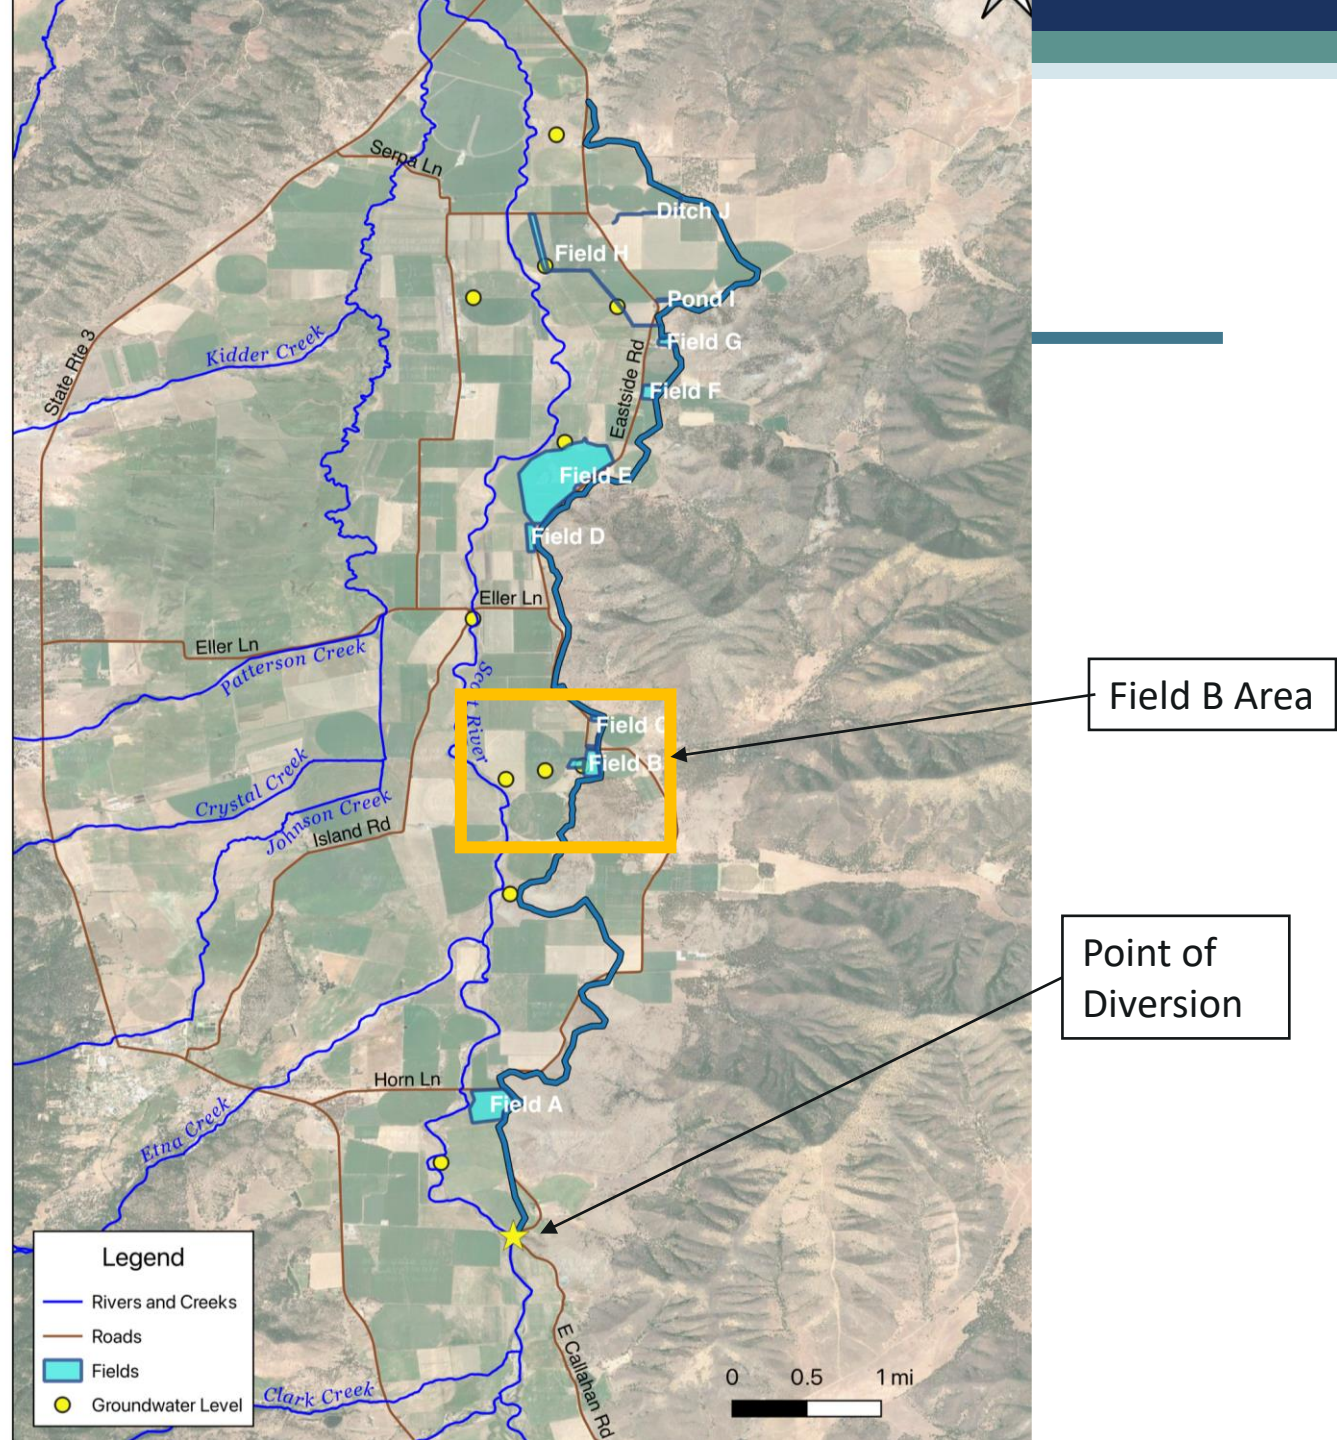 Serpa Ln
Ditch J
Field H
Pond I
Kidder Creek
State Rte 3
Field G
Eastside Rd
Field F
Field E
Field D
Eller Ln
Eller Ln
Patterson Creek
Scott River
Field B Area
Field C
Field B
Crystal Creek
Johnson Creek
Island Rd
Point of
Diversion
Horn Ln
Field A
Etna Creek
Legend
Rivers and Creeks
Roads
Fields
Groundwater Level
Clark Creek
E Callahan Rd
0 0.5 1 mi